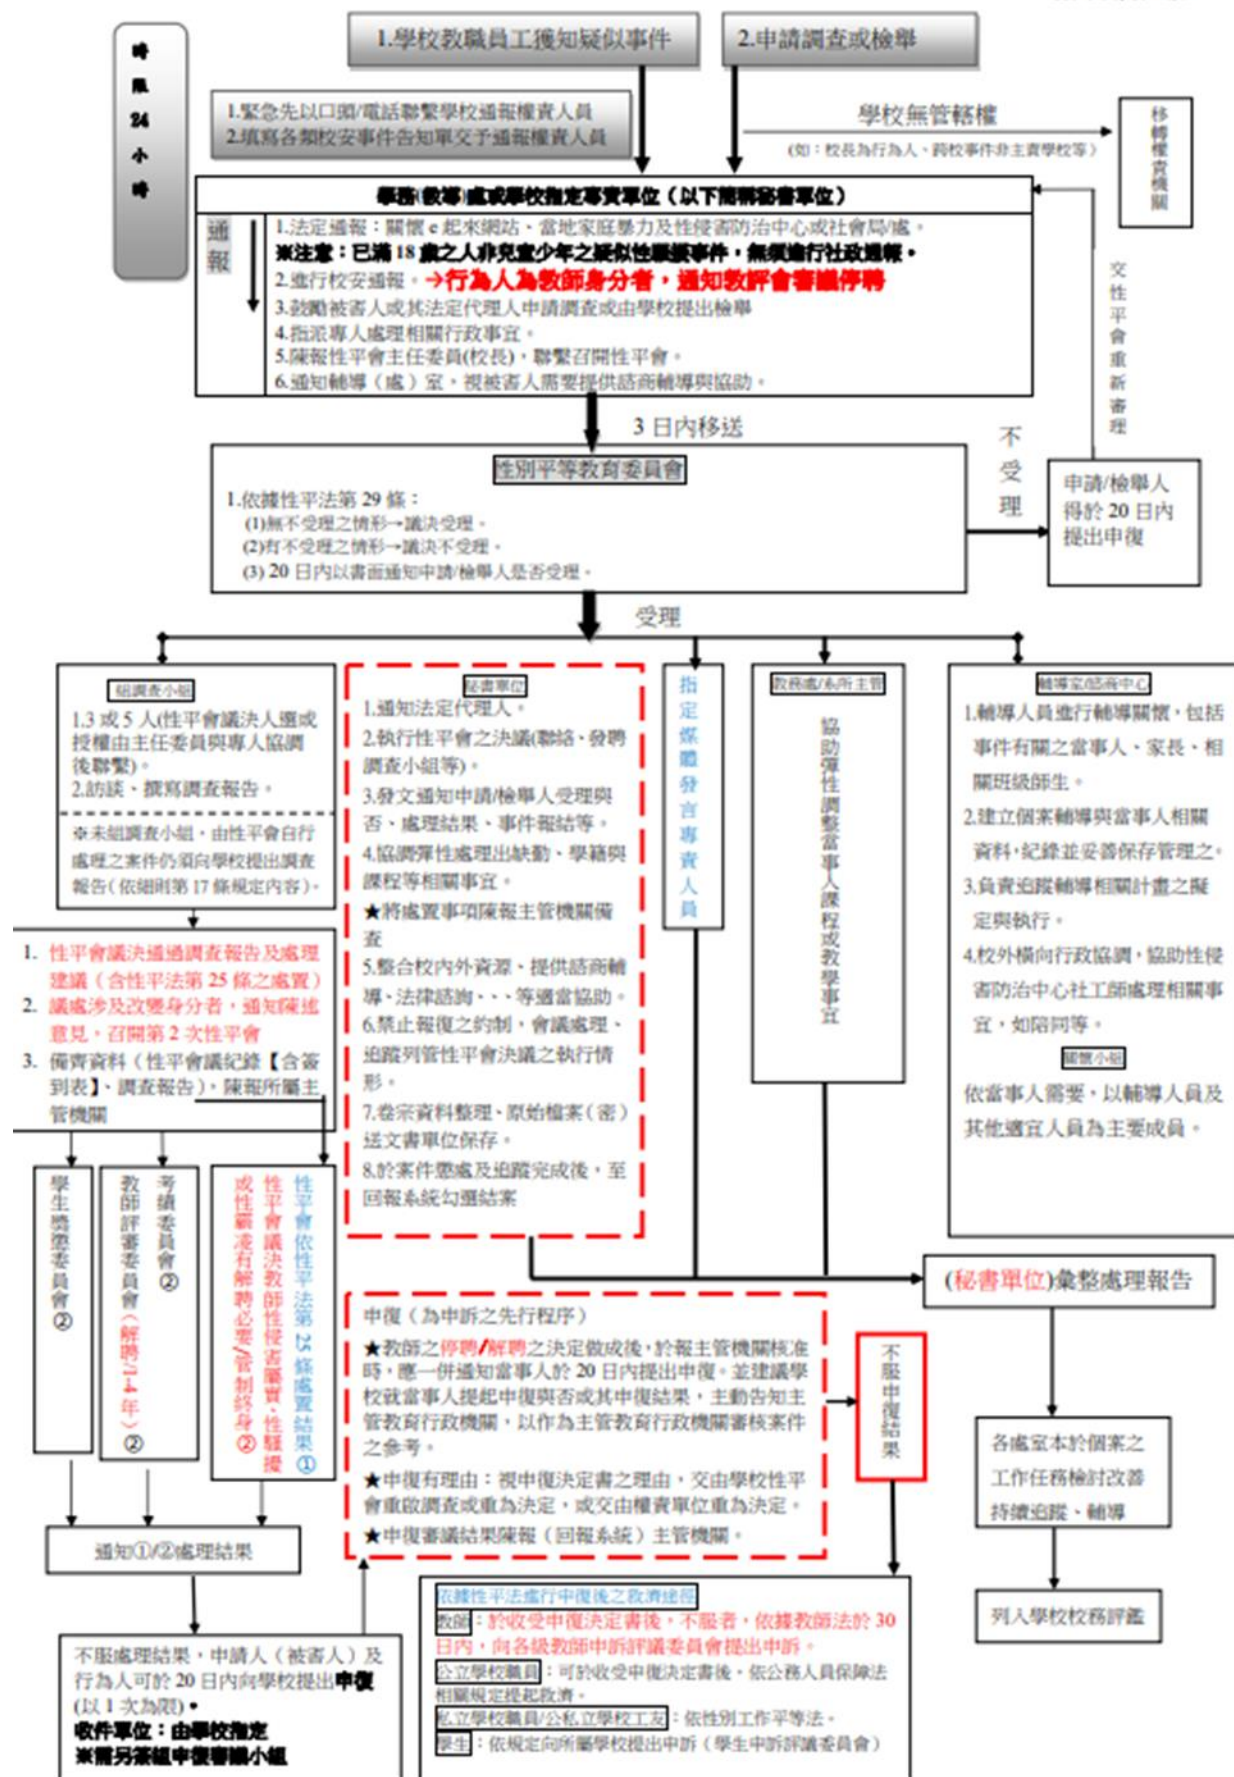 1.學校教職員工獲知疑似事件
2.申請調查或檢舉
時
限
24
小
時
1.緊急先以口頭/電話聯繫學校通報權責人員
2.填寫各類校安事件告知單交予通報權責人員
學校無管轄權
(如：校長為行為人、跨校事件非主責學校等)
移轉權責機關
學務(教導)處或學校指定專責單位（以下簡稱秘書單位）
通報
1.法定通報：關懷 e 起來網站、當地家庭暴力及性侵害防治中心或社會局/處。
※注意：已滿 18 歲之人非兒童少年之疑似性騷擾事件，無須進行社政通報。
2.進行校安通報。→行為人為教師身分者，通知教評會審議停聘
3.鼓勵被害人或其法定代理人申請調查或由學校提出檢舉
4.指派專人處理相關行政事宜。
5.陳報性平會主任委員(校長)，聯繫召開性平會。
6.通知輔導（處）室，視被害人需要提供諮商輔導與協助。
交性平會重新審理
3 日內移送
性別平等教育委員會
1.依據性平法第 29 條：
(1)無不受理之情形→議決受理。
(2)有不受理之情形→議決不受理。
(3) 20 日內以書面通知申請/檢舉人是否受理。
不受理
申請/檢舉人
得於 20 日內
提出申復
受理
組調查小組
1.3 或 5 人(性平會議決人選或
授權由主任委員與專人協調
後聯繫)。
2.訪談、撰寫調查報告。
※未組調查小組，由性平會自行
處理之案件仍須向學校提出調查
報告(依細則第 17 條規定內容)。
秘書單位
1.通知法定代理人。
2.執行性平會之決議(聯絡、發聘
調查小組等)。
3.發文通知申請/檢舉人受理與
否、處理結果、事件報結等。
4.協調彈性處理出缺勤、學籍與
課程等相關事宜。
★將處置事項陳報主管機關備
查
5.整合校內外資源、提供諮商輔
導、法律諮詢、、、等適當協助。
6.禁止報復之約制，會議處理、
追蹤列管性平會決議之執行情
形。
7.卷宗資料整理、原始檔案（密）
送文書單位保存。
8.於案件懲處及追蹤完成後，至
回報系統勾選結案
指定媒體發言專責人員
教務處/系所主管
協助彈性調整當事人課程或教學事宜
輔導室/諮商中心
1.輔導人員進行輔導關懷，包括
事件有關之當事人、家長、相
關班級師生。
2.建立個案輔導與當事人相關
資料，紀錄並妥善保存管理之。
3.負責追蹤輔導相關計畫之擬
定與執行。
4.校外橫向行政協調，協助性侵
害防治中心社工師處理相關事
宜，如陪同等。
關懷小組
依當事人需要，以輔導人員及
其他適宜人員為主要成員。
1. 性平會議決通過調查報告及處理
建議（含性平法第 25 條之處置）
2. 議處涉及改變身分者，通知陳述
意見，召開第 2 次性平會
3. 備齊資料（性平會議紀錄【含簽
到表】、調查報告），陳報所屬主
管機關
學生獎懲委員會②
考績委員會②
教師評審委員會（解聘/1-4 年）②
性平會依性平法第 25 條處置結果①
性平會議決教師性侵害屬實、性騷擾
或性霸凌有解聘必要/管制終身②
通知①/②處理結果
不服處理結果，申請人（被害人）及
行為人可於 20 日內向學校提出申復
(以 1 次為限)。
收件單位：由學校指定
※需另簽組申復審議小組
申復（為申訴之先行程序）
★教師之停聘/解聘之決定做成後，於報主管機關核准
時，應一併通知當事人於 20 日內提出申復。並建議學
校就當事人提起申復與否或其申復結果，主動告知主
管教育行政機關，以作為主管教育行政機關審核案件
之參考。
★申復有理由：視申復決定書之理由，交由學校性平
會重啟調查或重為決定，或交由權責單位重為決定。
★申復審議結果陳報（回報系統）主管機關。
不服申復結果
(秘書單位)彙整處理報告
各處室本於個案之
工作任務檢討改善
持續追蹤、輔導
列入學校校務評鑑
依據性平法進行申復後之救濟途徑
教師：於收受申復決定書後，不服者，依據教師法於 30
日內，向各級教師申訴評議委員會提出申訴。
公立學校職員：可於收受申復決定書後，依公務人員保障法
相關規定提起救濟。
私立學校職員/公私立學校工友：依性別工作平等法。
學生：依規定向所屬學校提出申訴（學生申訴評議委員會）